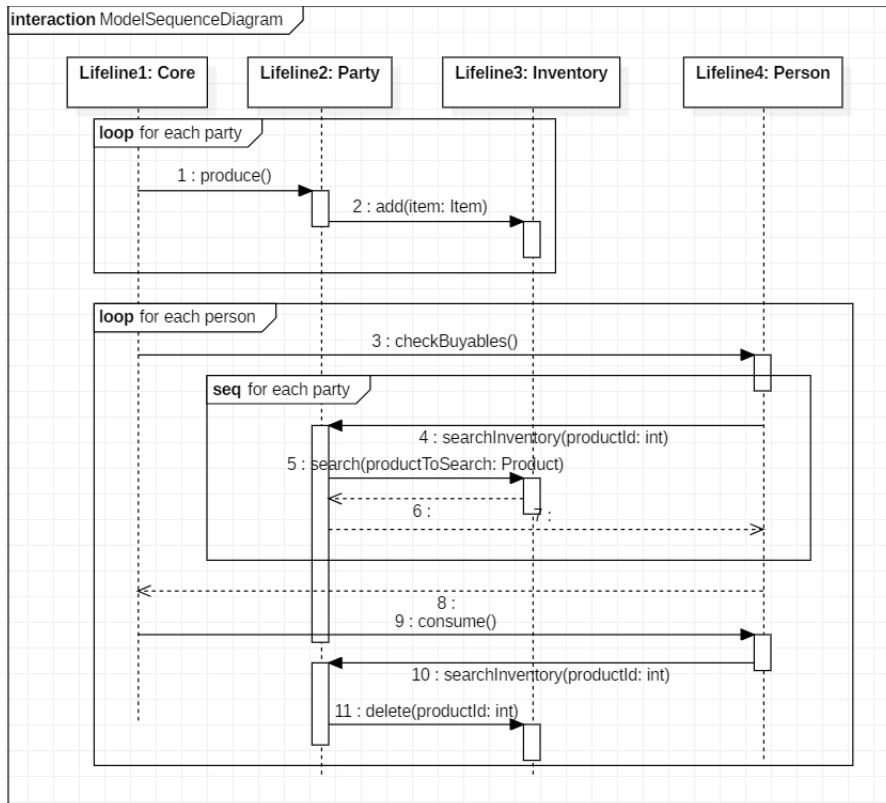 interaction ModelSequenceDiagram
Lifeline1: Core
Lifeline2: Party
Lifeline3: Inventory
Lifeline4: Person
loop for each party
1 : produce()
2 : add(item: Item)
loop for each person
3 : checkBuyables()
seq for each party
4 : searchInventory(productId: int)
5 : search(productToSearch: Product)
6 :
7 :
8 :
9 : consume()
10 : searchInventory(productId: int)
11 : delete(productId: int)